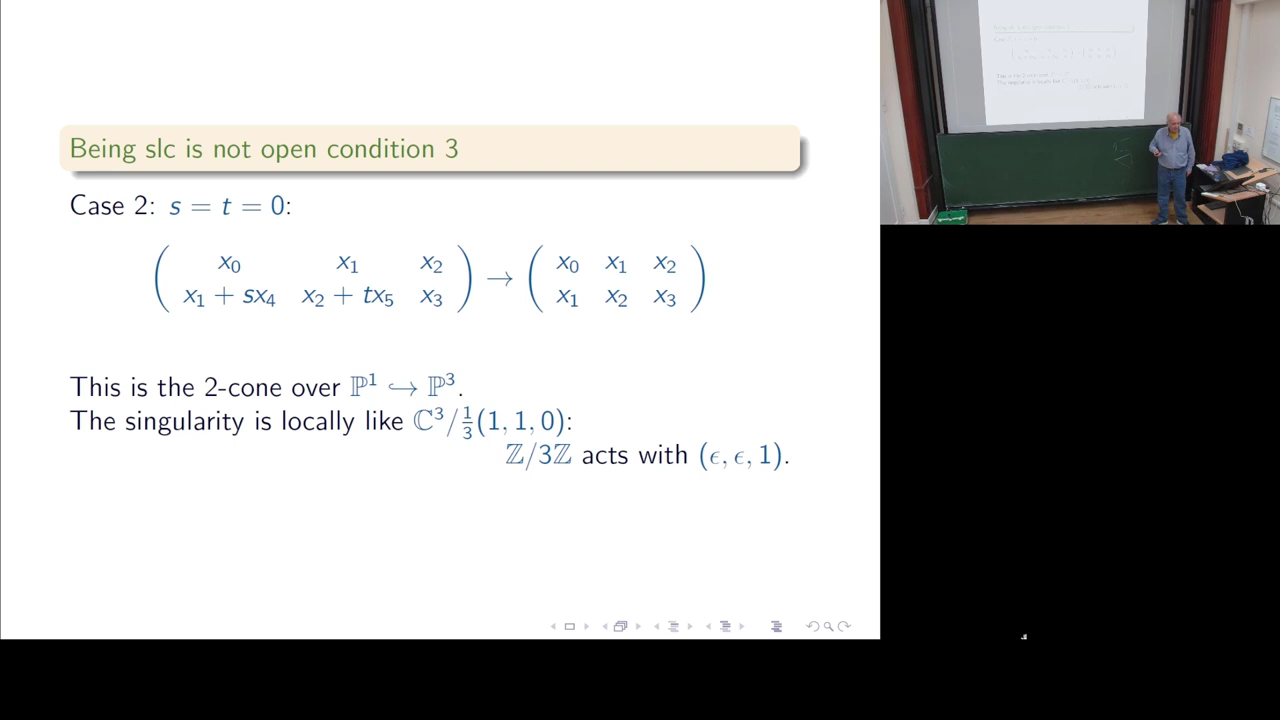 Being slc is not open condition 3
Case 2: s = t = 0:
( x₀ x₁ x₂ ) → ( x₀ x₁ x₂ )
( x₁ + sx₄ x₂ + tx₅ x₃ ) ( x₁ x₂ x₃ )
This is the 2-cone over ℙ¹ ↪ ℙ³.
The singularity is locally like ℂ³/⅓(1, 1, 0):
ℤ/3ℤ acts with (ϵ, ϵ, 1).